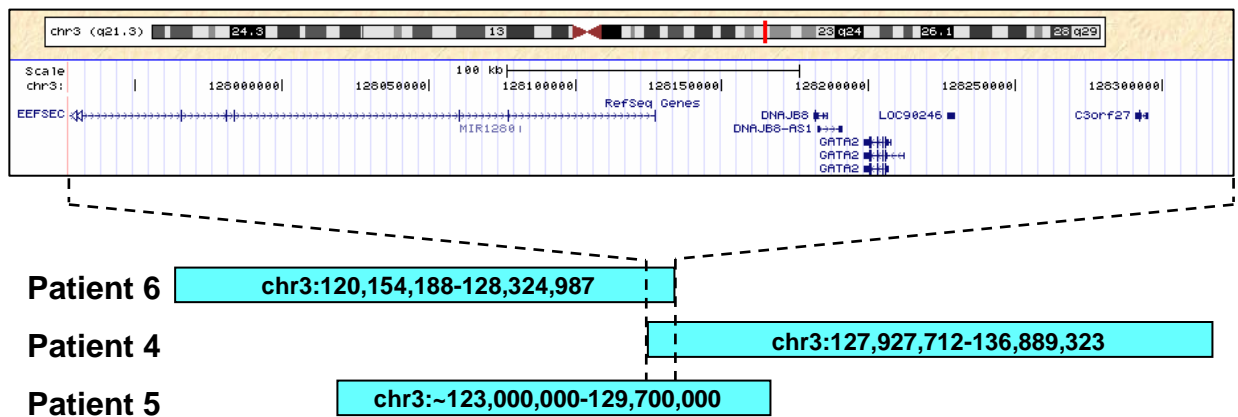 chr3 (q21.3) 24.3 13 23 q24 26.1 28 q29
Scale 100 kb
chr3: 128000000 128050000 128100000 128150000 128200000 128250000 128300000
RefSeq Genes
EEFSEC DNAJB8 LOC90246 C3orf27
MIR1280 DNAJB8-AS1
GATA2
GATA2
GATA2
Patient 6 chr3:120,154,188-128,324,987
Patient 4 chr3:127,927,712-136,889,323
Patient 5 chr3:~123,000,000-129,700,000